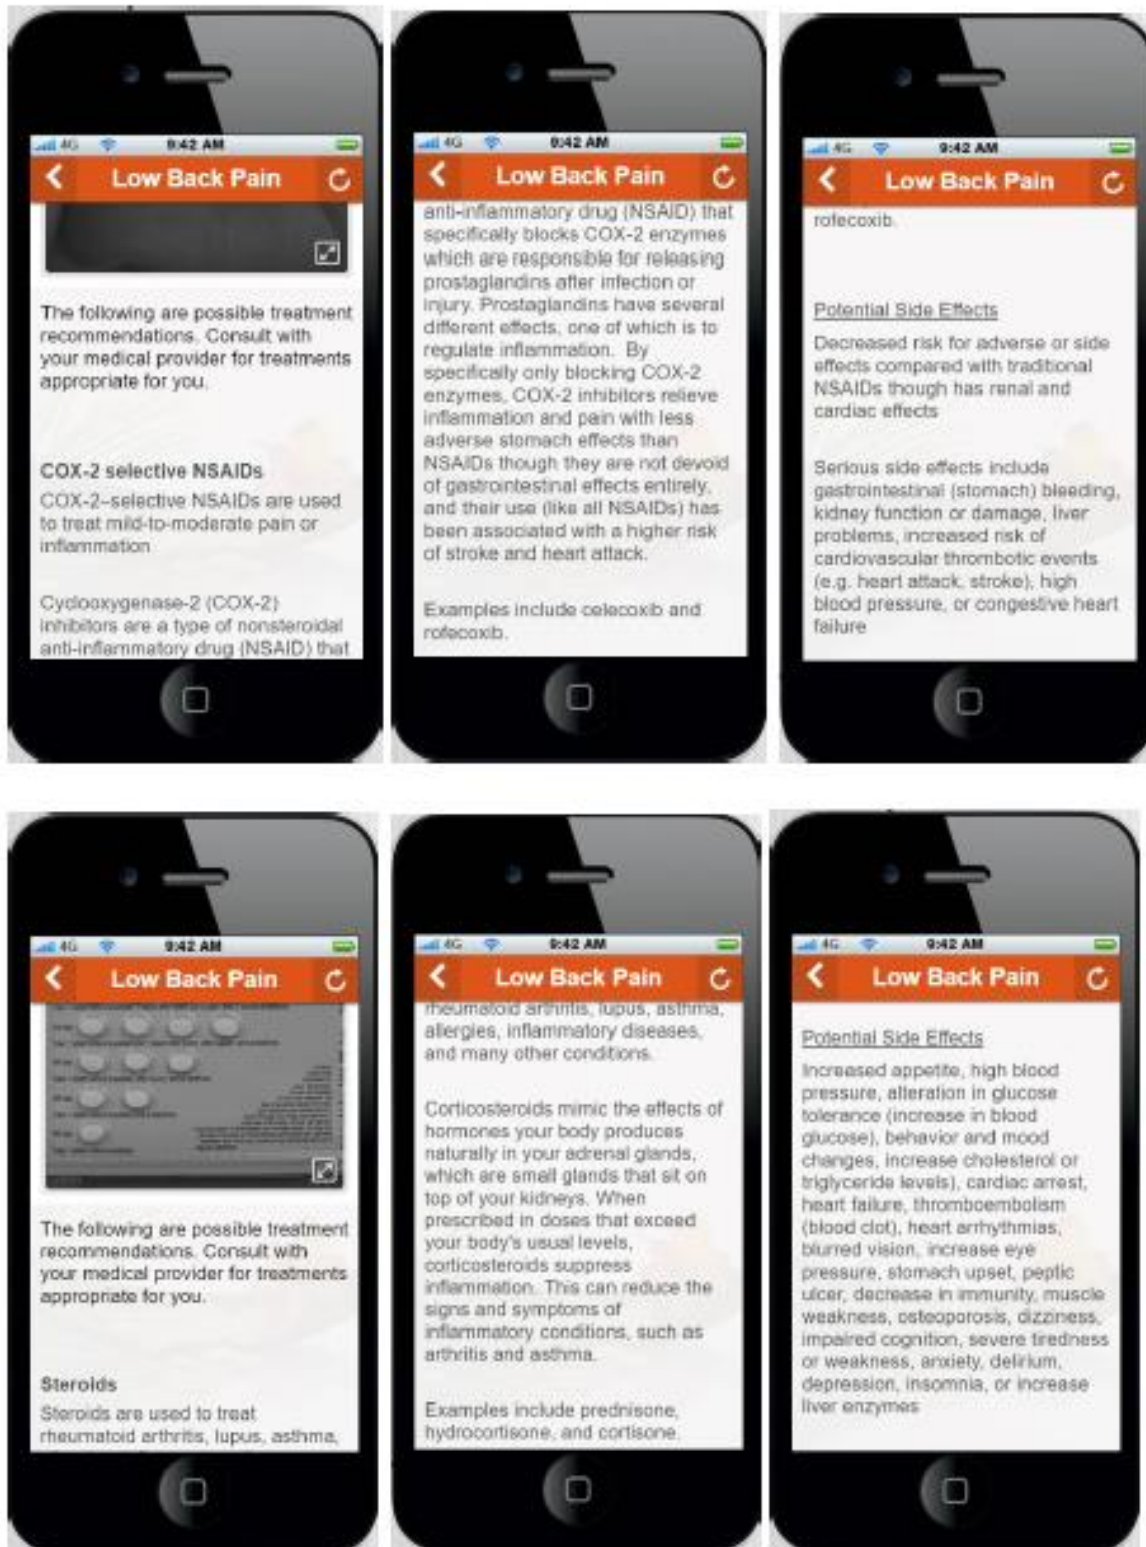 4G 9:42 AM
Low Back Pain
The following are possible treatment
recommendations. Consult with
your medical provider for treatments
appropriate for you.
COX-2 selective NSAIDs
COX-2–selective NSAIDs are used
to treat mild-to-moderate pain or
inflammation
Cyclooxygenase-2 (COX-2)
inhibitors are a type of nonsteroidal
anti-inflammatory drug (NSAID) that
4G 9:42 AM
Low Back Pain
anti-inflammatory drug (NSAID) that
specifically blocks COX-2 enzymes
which are responsible for releasing
prostaglandins after infection or
injury. Prostaglandins have several
different effects, one of which is to
regulate inflammation. By
specifically only blocking COX-2
enzymes, COX-2 inhibitors relieve
inflammation and pain with less
adverse stomach effects than
NSAIDs though they are not devoid
of gastrointestinal effects entirely,
and their use (like all NSAIDs) has
been associated with a higher risk
of stroke and heart attack.
Examples include celecoxib and
rofecoxib.
4G 9:42 AM
Low Back Pain
rofecoxib.
Potential Side Effects
Decreased risk for adverse or side
effects compared with traditional
NSAIDs though has renal and
cardiac effects
Serious side effects include
gastrointestinal (stomach) bleeding,
kidney function or damage, liver
problems, increased risk of
cardiovascular thrombotic events
(e.g. heart attack, stroke), high
blood pressure, or congestive heart
failure
4G 9:42 AM
Low Back Pain
The following are possible treatment
recommendations. Consult with
your medical provider for treatments
appropriate for you.
Steroids
Steroids are used to treat
rheumatoid arthritis, lupus, asthma,
4G 9:42 AM
Low Back Pain
rheumatoid arthritis, lupus, asthma,
allergies, inflammatory diseases,
and many other conditions.
Corticosteroids mimic the effects of
hormones your body produces
naturally in your adrenal glands,
which are small glands that sit on
top of your kidneys. When
prescribed in doses that exceed
your body's usual levels,
corticosteroids suppress
inflammation. This can reduce the
signs and symptoms of
inflammatory conditions, such as
arthritis and asthma.
Examples include prednisone,
hydrocortisone, and cortisone.
4G 9:42 AM
Low Back Pain
Potential Side Effects
Increased appetite, high blood
pressure, alteration in glucose
tolerance (increase in blood
glucose), behavior and mood
changes, increase cholesterol or
triglyceride levels), cardiac arrest,
heart failure, thromboembolism
(blood clot), heart arrhythmias,
blurred vision, increase eye
pressure, stomach upset, peptic
ulcer, decrease in immunity, muscle
weakness, osteoporosis, dizziness,
impaired cognition, severe tiredness
or weakness, anxiety, delirium,
depression, insomnia, or increase
liver enzymes